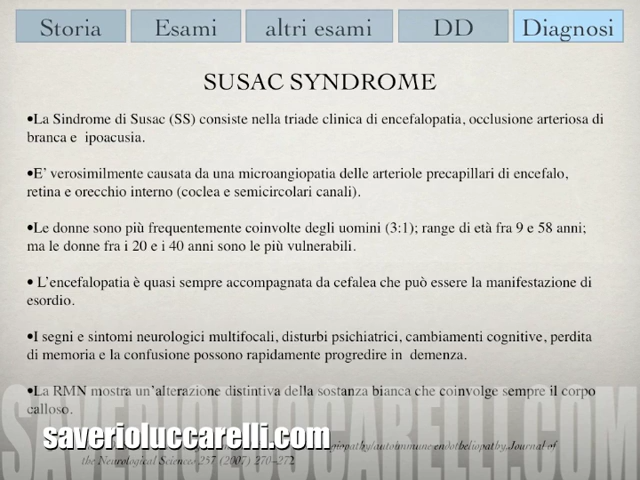 Storia
Esami
altri esami
DD
Diagnosi
SUSAC SYNDROME
•La Sindrome di Susac (SS) consiste nella triade clinica di encefalopatia, occlusione arteriosa di
branca e ipoacusia.
•E’ verosimilmente causata da una microangiopatia delle arteriole precapillari di encefalo,
retina e orecchio interno (coclea e semicircolari canali).
•Le donne sono più frequentemente coinvolte degli uomini (3:1); range di età fra 9 e 58 anni;
ma le donne fra i 20 e i 40 anni sono le più vulnerabili.
• L’encefalopatia è quasi sempre accompagnata da cefalea che può essere la manifestazione di
esordio.
•I segni e sintomi neurologici multifocali, disturbi psichiatrici, cambiamenti cognitive, perdita
di memoria e la confusione possono rapidamente progredire in demenza.
•La RMN mostra un’alterazione distintiva della sostanza bianca che coinvolge sempre il corpo
calloso.
SAVERIOLUCCARELLI.COM
saverioluccarelli.com
autoimmune endotheliopathy, Journal of
the Neurological Sciences 257 (2007) 270–272